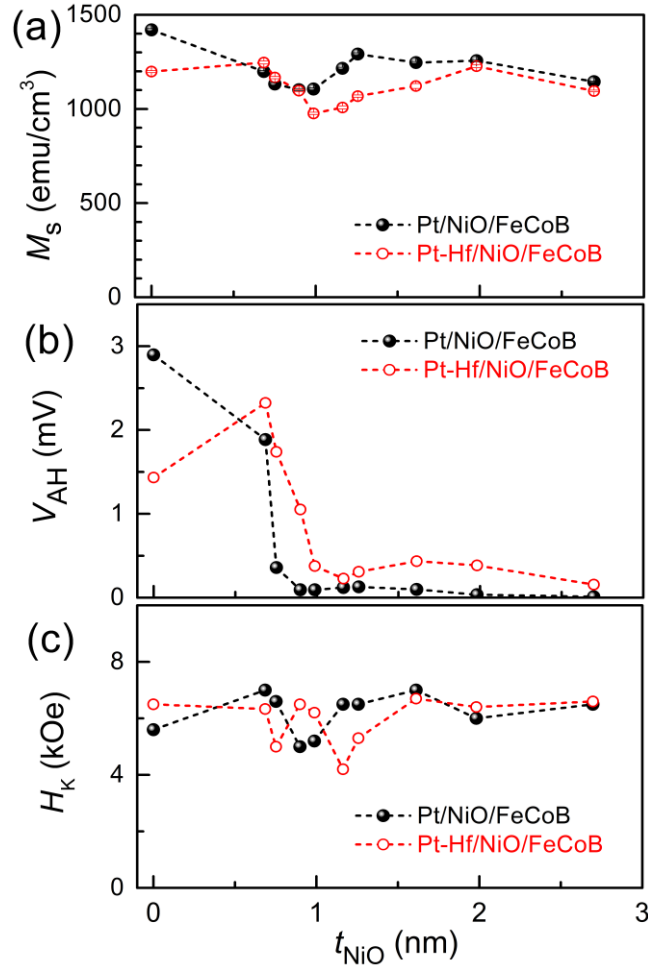 (a)
1500
1000
500
0
M_S (emu/cm³)
Pt/NiO/FeCoB
Pt-Hf/NiO/FeCoB
(b)
3
2
1
0
V_AH (mV)
Pt/NiO/FeCoB
Pt-Hf/NiO/FeCoB
(c)
8
4
0
H_K (kOe)
Pt/NiO/FeCoB
Pt-Hf/NiO/FeCoB
0 1 2 3
t_NiO (nm)